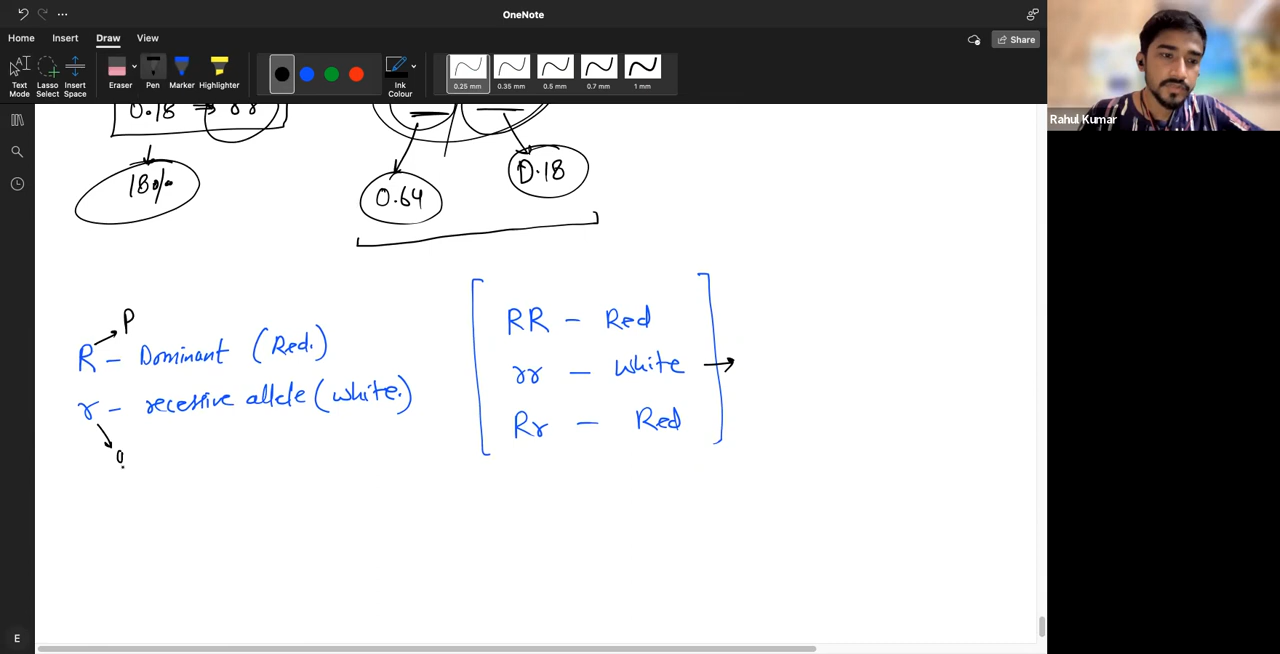 OneNote
Home Insert Draw View
Share
Text Mode
Lasso Select
Insert Space
Eraser
Pen
Marker
Highlighter
Ink Colour
0.25 mm
0.35 mm
0.5 mm
0.7 mm
1 mm
Rahul Kumar
0.18
18%
0.64
0.18
P
R - Dominant (Red.)
r - recessive allele (white.)
RR - Red
rr - White
Rr - Red
E